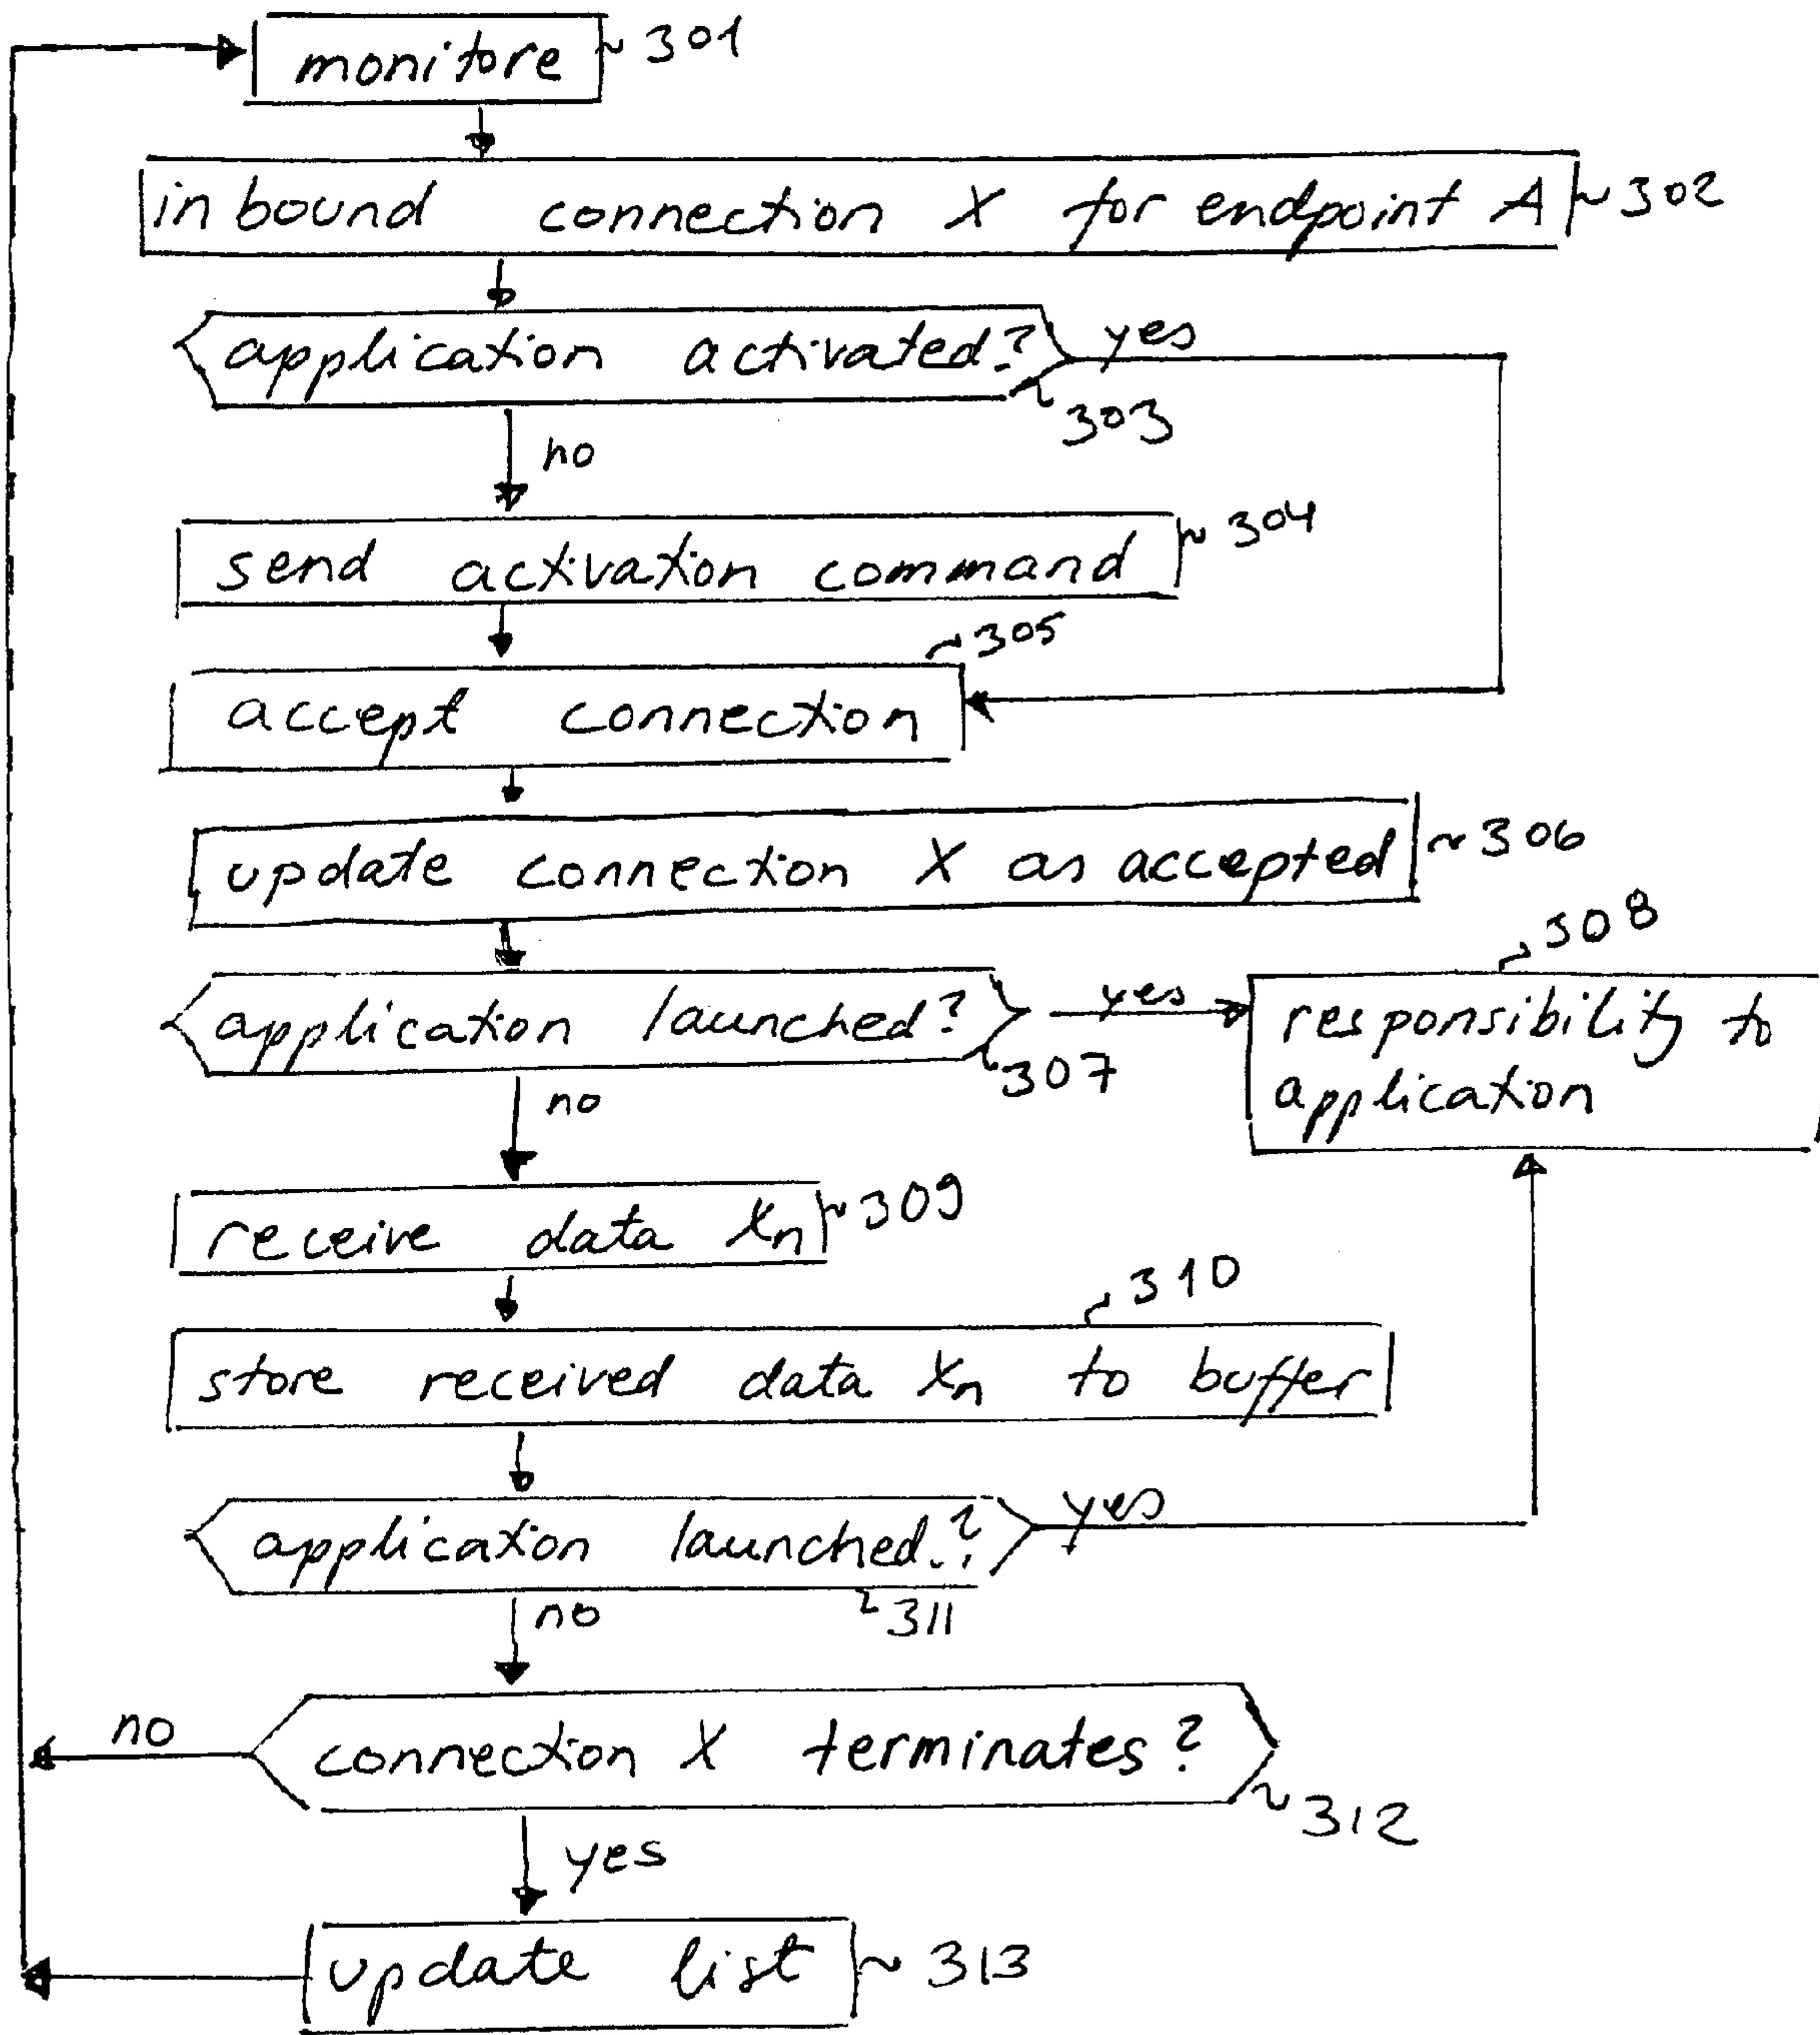 monitore ~301
inbound connection X for endpoint A ~302
application activated? yes
~303
no
~304
send activation command
~305
accept connection
update connection X as accepted ~306
~308
application launched? yes
~307
responsibility to
application
no
receive data Xn ~309
~310
store received data Xn to buffer
application launched? yes
no ~311
no
connection X terminates?
~312
yes
update list ~313